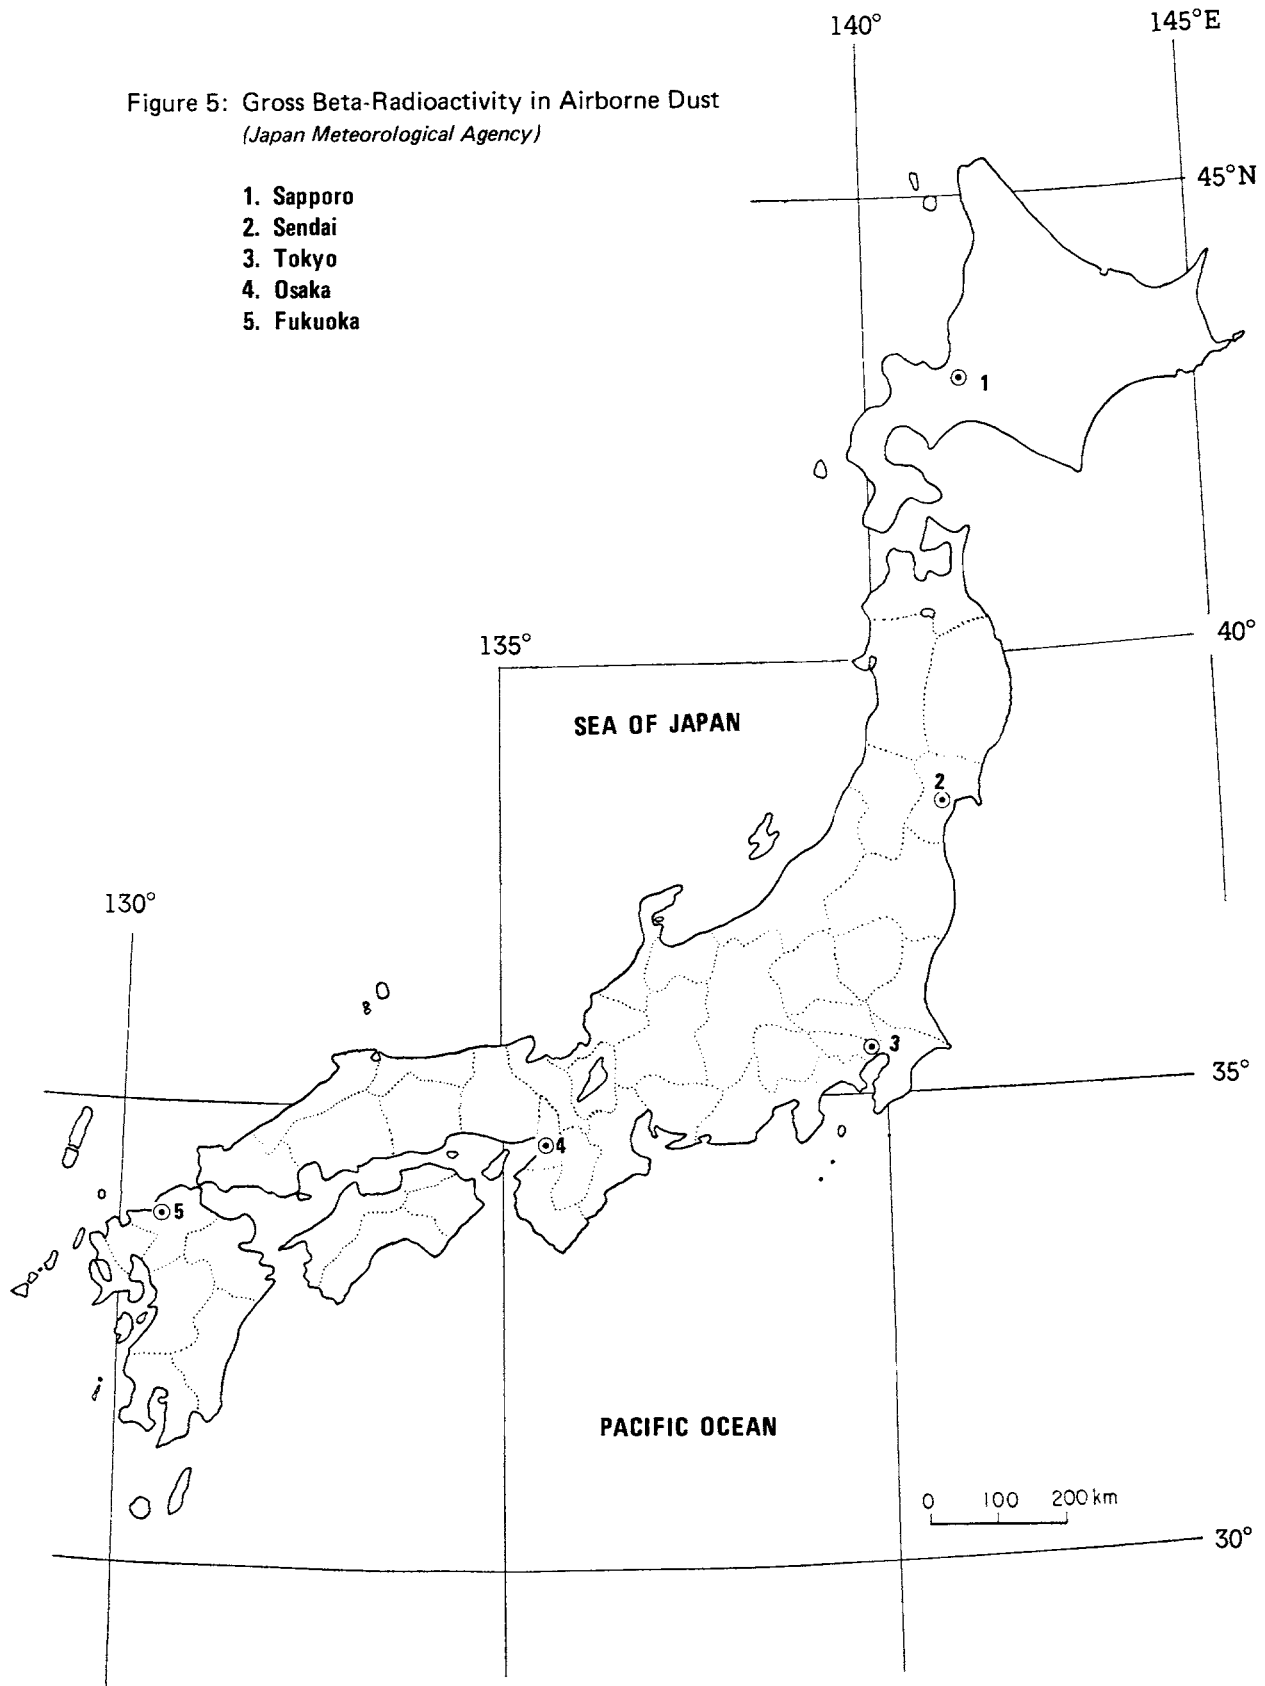 140°
145°E
Figure 5: Gross Beta-Radioactivity in Airborne Dust
(Japan Meteorological Agency)
45°N
1. Sapporo
2. Sendai
3. Tokyo
4. Osaka
5. Fukuoka
1
135°
40°
SEA OF JAPAN
2
130°
3
35°
4
5
PACIFIC OCEAN
0 100 200 km
30°